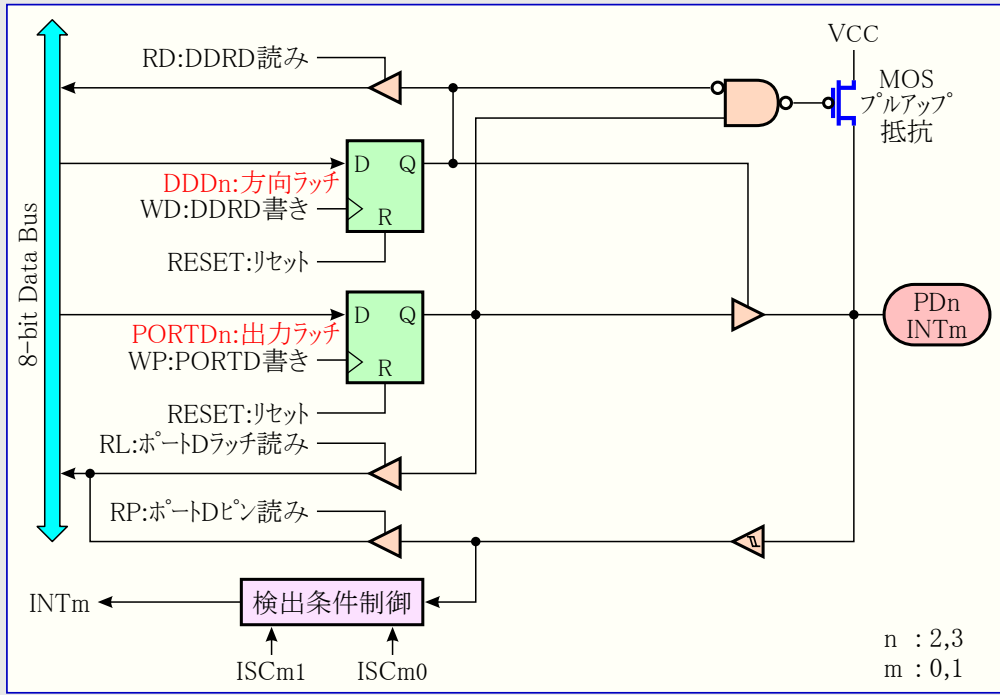 VCC
RD:DDRD読み
MOS
プルアップ
抵抗
D Q
DDDn:方向ラッチ
WD:DDRD書き
R
RESET:リセット
8-bit Data Bus
D Q
PORTDn:出力ラッチ
WP:PORTD書き
R
RESET:リセット
PDn
INTm
RL:ポートDラッチ読み
RP:ポートDピン読み
INTm
検出条件制御
ISCm1 ISCm0
n : 2,3
m : 0,1